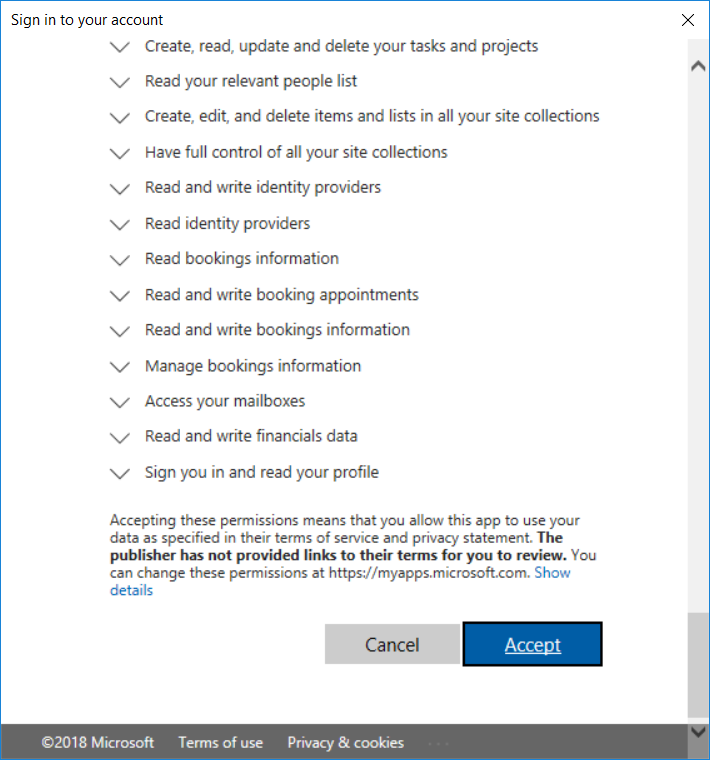 Sign in to your account
Create, read, update and delete your tasks and projects
Read your relevant people list
Create, edit, and delete items and lists in all your site collections
Have full control of all your site collections
Read and write identity providers
Read identity providers
Read bookings information
Read and write booking appointments
Read and write bookings information
Manage bookings information
Access your mailboxes
Read and write financials data
Sign you in and read your profile
Accepting these permissions means that you allow this app to use your
data as specified in their terms of service and privacy statement. The
publisher has not provided links to their terms for you to review. You
can change these permissions at https://myapps.microsoft.com. Show
details
Cancel Accept
©2018 Microsoft Terms of use Privacy & cookies ...